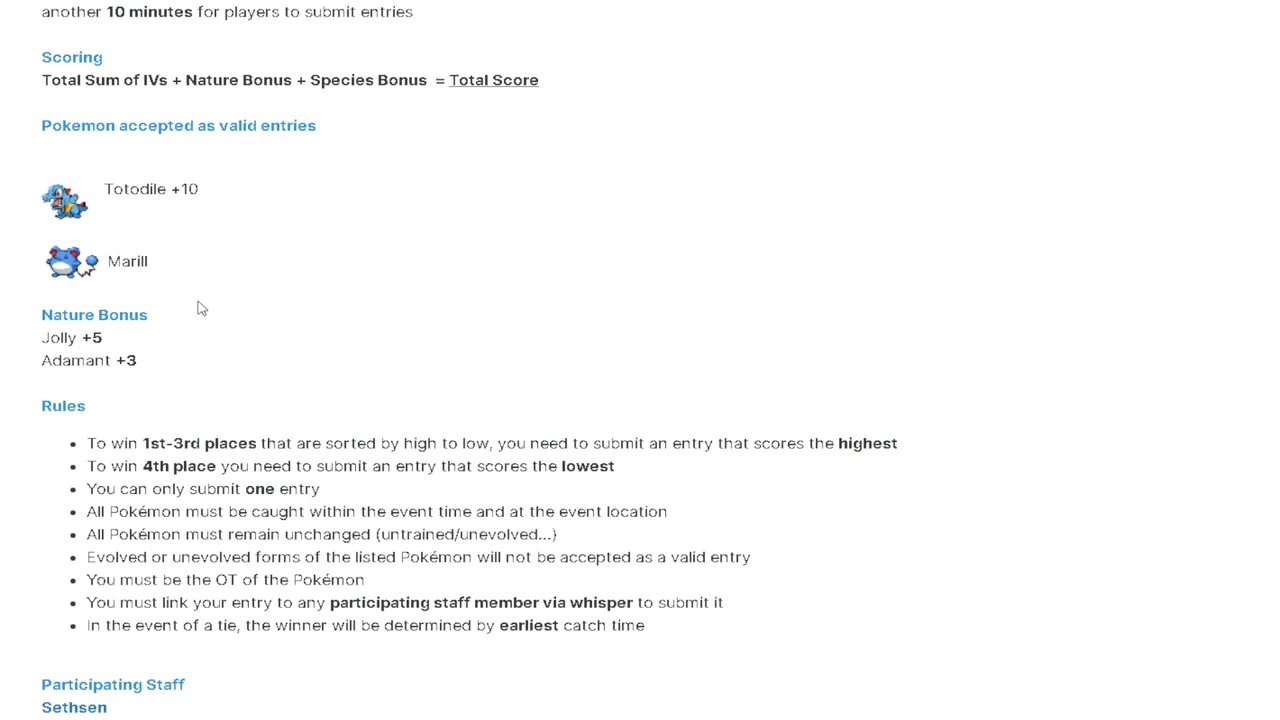 another 10 minutes for players to submit entries
Scoring
Total Sum of IVs + Nature Bonus + Species Bonus = Total Score
Pokemon accepted as valid entries
Totodile +10
Marill
Nature Bonus
Jolly +5
Adamant +3
Rules
• To win 1st-3rd places that are sorted by high to low, you need to submit an entry that scores the highest
• To win 4th place you need to submit an entry that scores the lowest
• You can only submit one entry
• All Pokémon must be caught within the event time and at the event location
• All Pokémon must remain unchanged (untrained/unevolved...)
• Evolved or unevolved forms of the listed Pokémon will not be accepted as a valid entry
• You must be the OT of the Pokémon
• You must link your entry to any participating staff member via whisper to submit it
• In the event of a tie, the winner will be determined by earliest catch time
Participating Staff
Sethsen